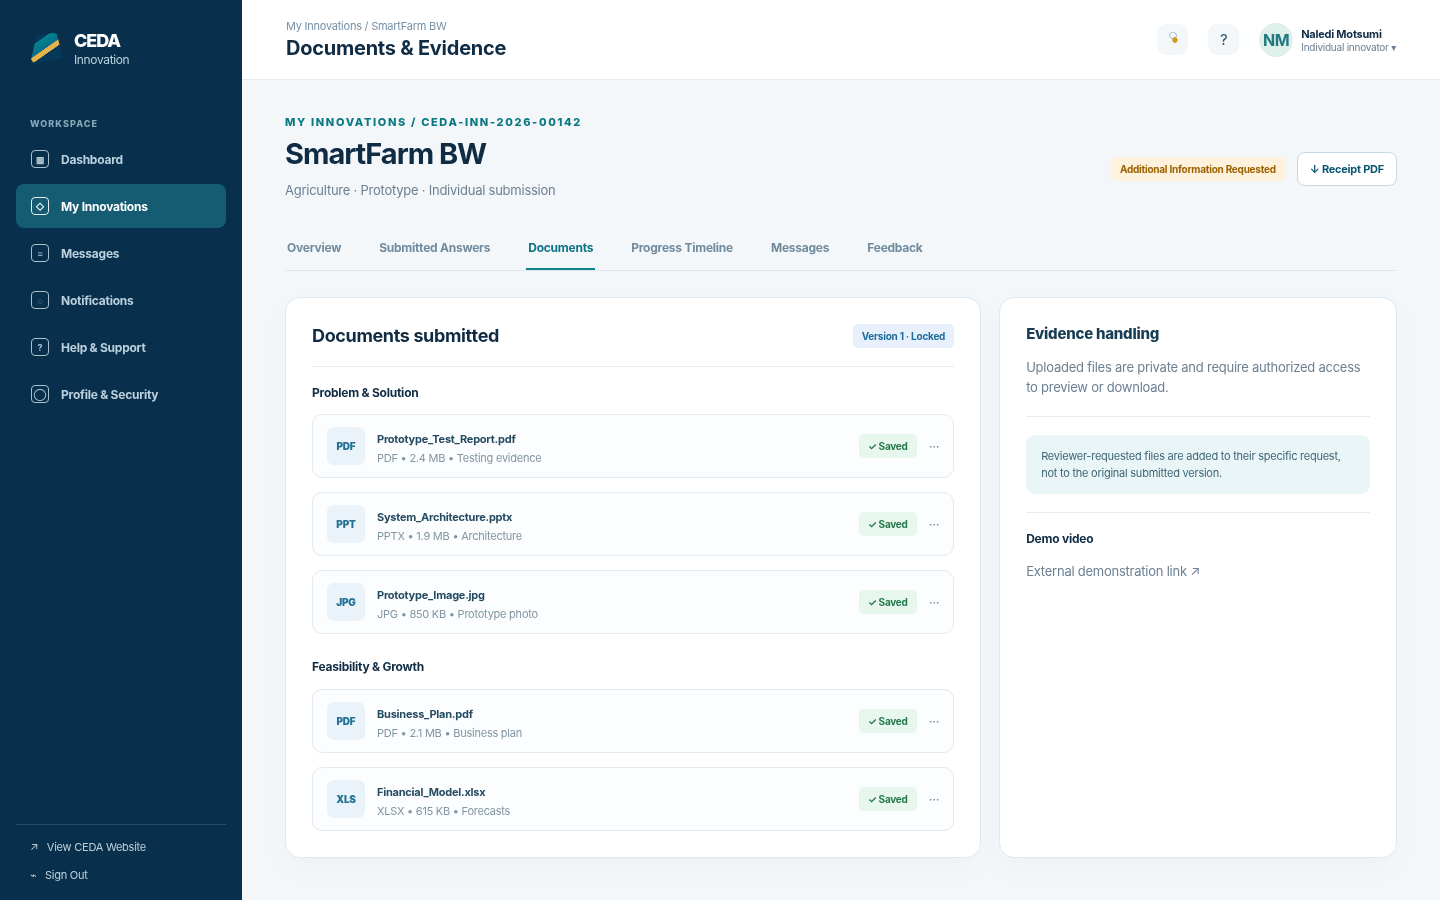 CEDA
Innovation
WORKSPACE
Dashboard
My Innovations
Messages
Notifications
? Help & Support
Profile & Security
↗ View CEDA Website
Sign Out
My Innovations / SmartFarm BW
Documents & Evidence
?
NM
Naledi Motsumi
Individual innovator ▾
MY INNOVATIONS / CEDA-INN-2026-00142
SmartFarm BW
Agriculture · Prototype · Individual submission
Additional Information Requested
↓ Receipt PDF
Overview
Submitted Answers
Documents
Progress Timeline
Messages
Feedback
Documents submitted
Version 1 · Locked
Problem & Solution
PDF
Prototype_Test_Report.pdf
PDF • 2.4 MB • Testing evidence
✓ Saved
···
PPT
System_Architecture.pptx
PPTX • 1.9 MB • Architecture
✓ Saved
···
JPG
Prototype_Image.jpg
JPG • 850 KB • Prototype photo
✓ Saved
···
Feasibility & Growth
PDF
Business_Plan.pdf
PDF • 2.1 MB • Business plan
✓ Saved
···
XLS
Financial_Model.xlsx
XLSX • 615 KB • Forecasts
✓ Saved
···
Evidence handling
Uploaded files are private and require authorized access
to preview or download.
Reviewer-requested files are added to their specific request,
not to the original submitted version.
Demo video
External demonstration link ↗